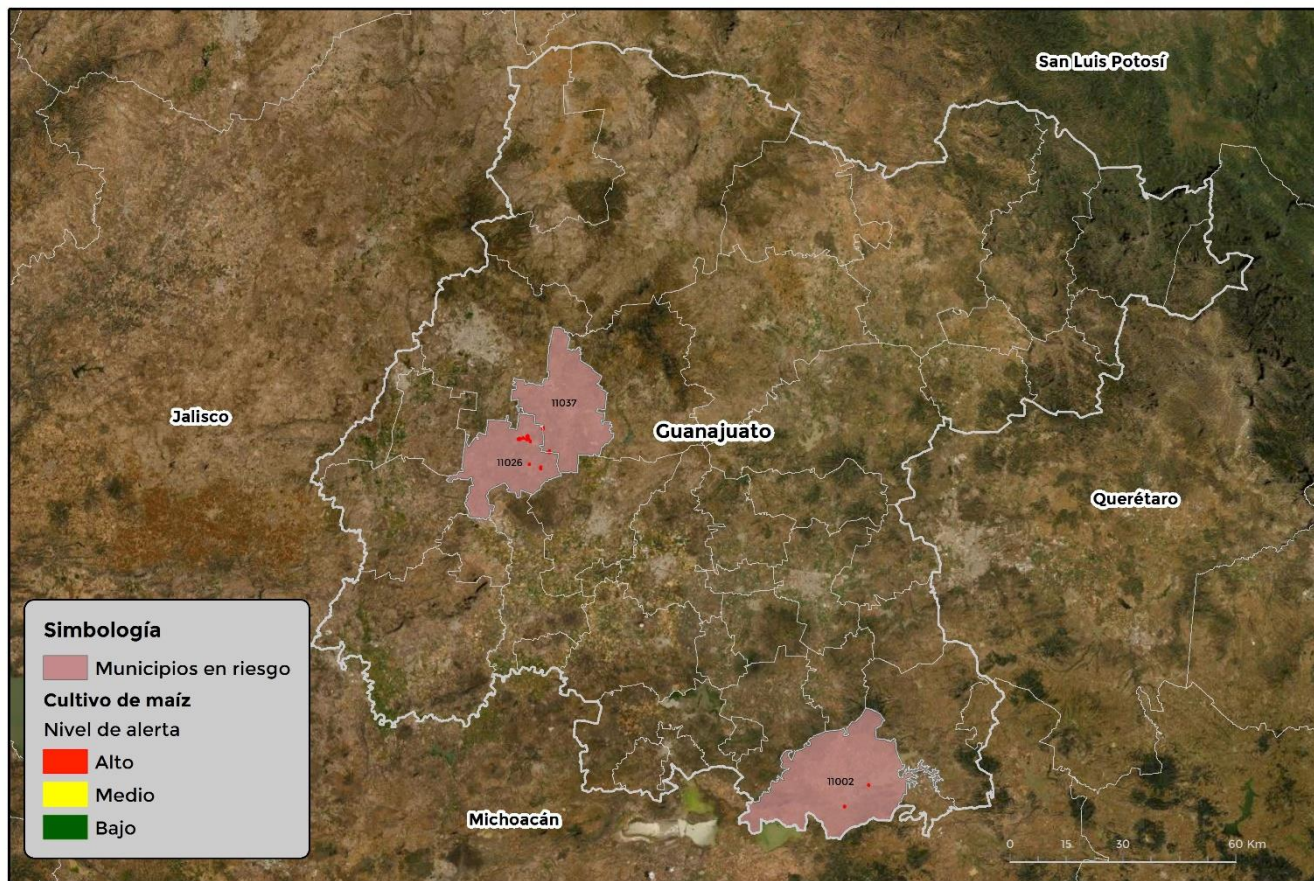 San Luis Potosí
Jalisco
11037
Guanajuato
11026
Querétaro
Simbología
Municipios en riesgo
Cultivo de maíz
Nivel de alerta
Alto
Medio
Bajo
11002
Michoacán
0 15 30 60 Km